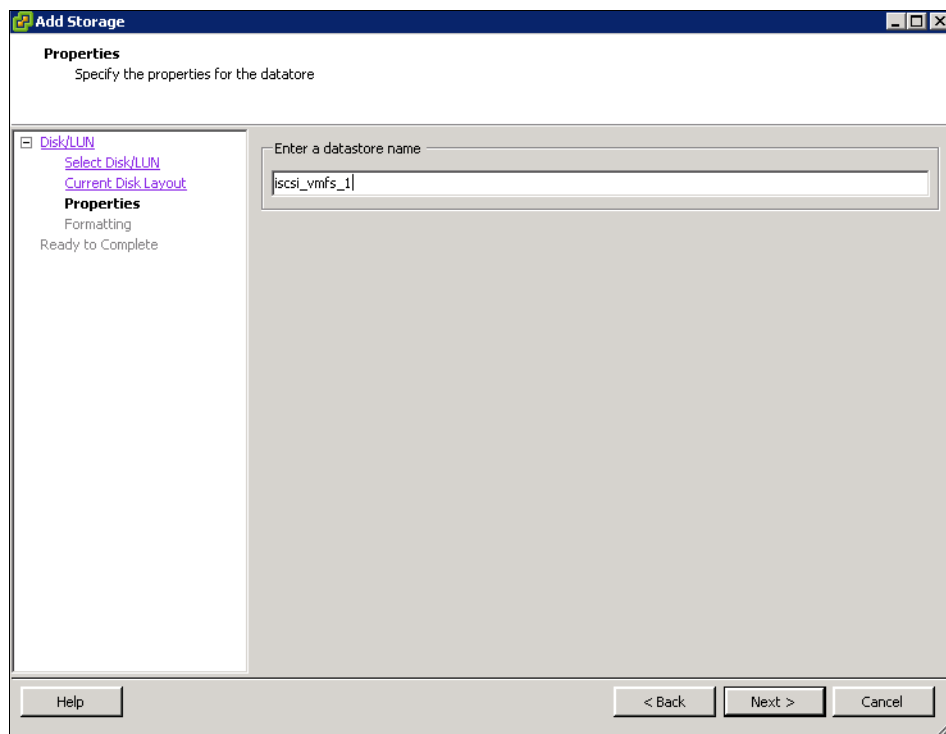 Add Storage
Properties
Specify the properties for the datatore
Disk/LUN
Select Disk/LUN
Current Disk Layout
Properties
Formatting
Ready to Complete
Enter a datastore name
iscsi_vmfs_1
Help
< Back
Next >
Cancel